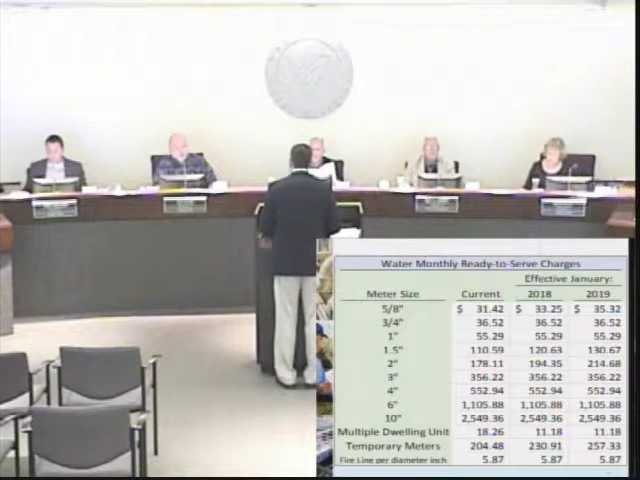 Water Monthly Ready-to-Serve Charges
Effective January:
Meter Size Current 2018 2019
5/8" $ 31.42 $ 33.25 $ 35.32
3/4" 36.52 36.52 36.52
1" 55.29 55.29 55.29
1.5" 110.59 120.63 130.67
2" 178.11 194.35 214.68
3" 356.22 356.22 356.22
4" 552.94 552.94 552.94
6" 1,105.88 1,105.88 1,105.88
10" 2,549.36 2,549.36 2,549.36
Multiple Dwelling Unit 18.26 11.18 11.18
Temporary Meters 204.48 230.91 257.33
Fire Line per diameter inch 5.87 5.87 5.87